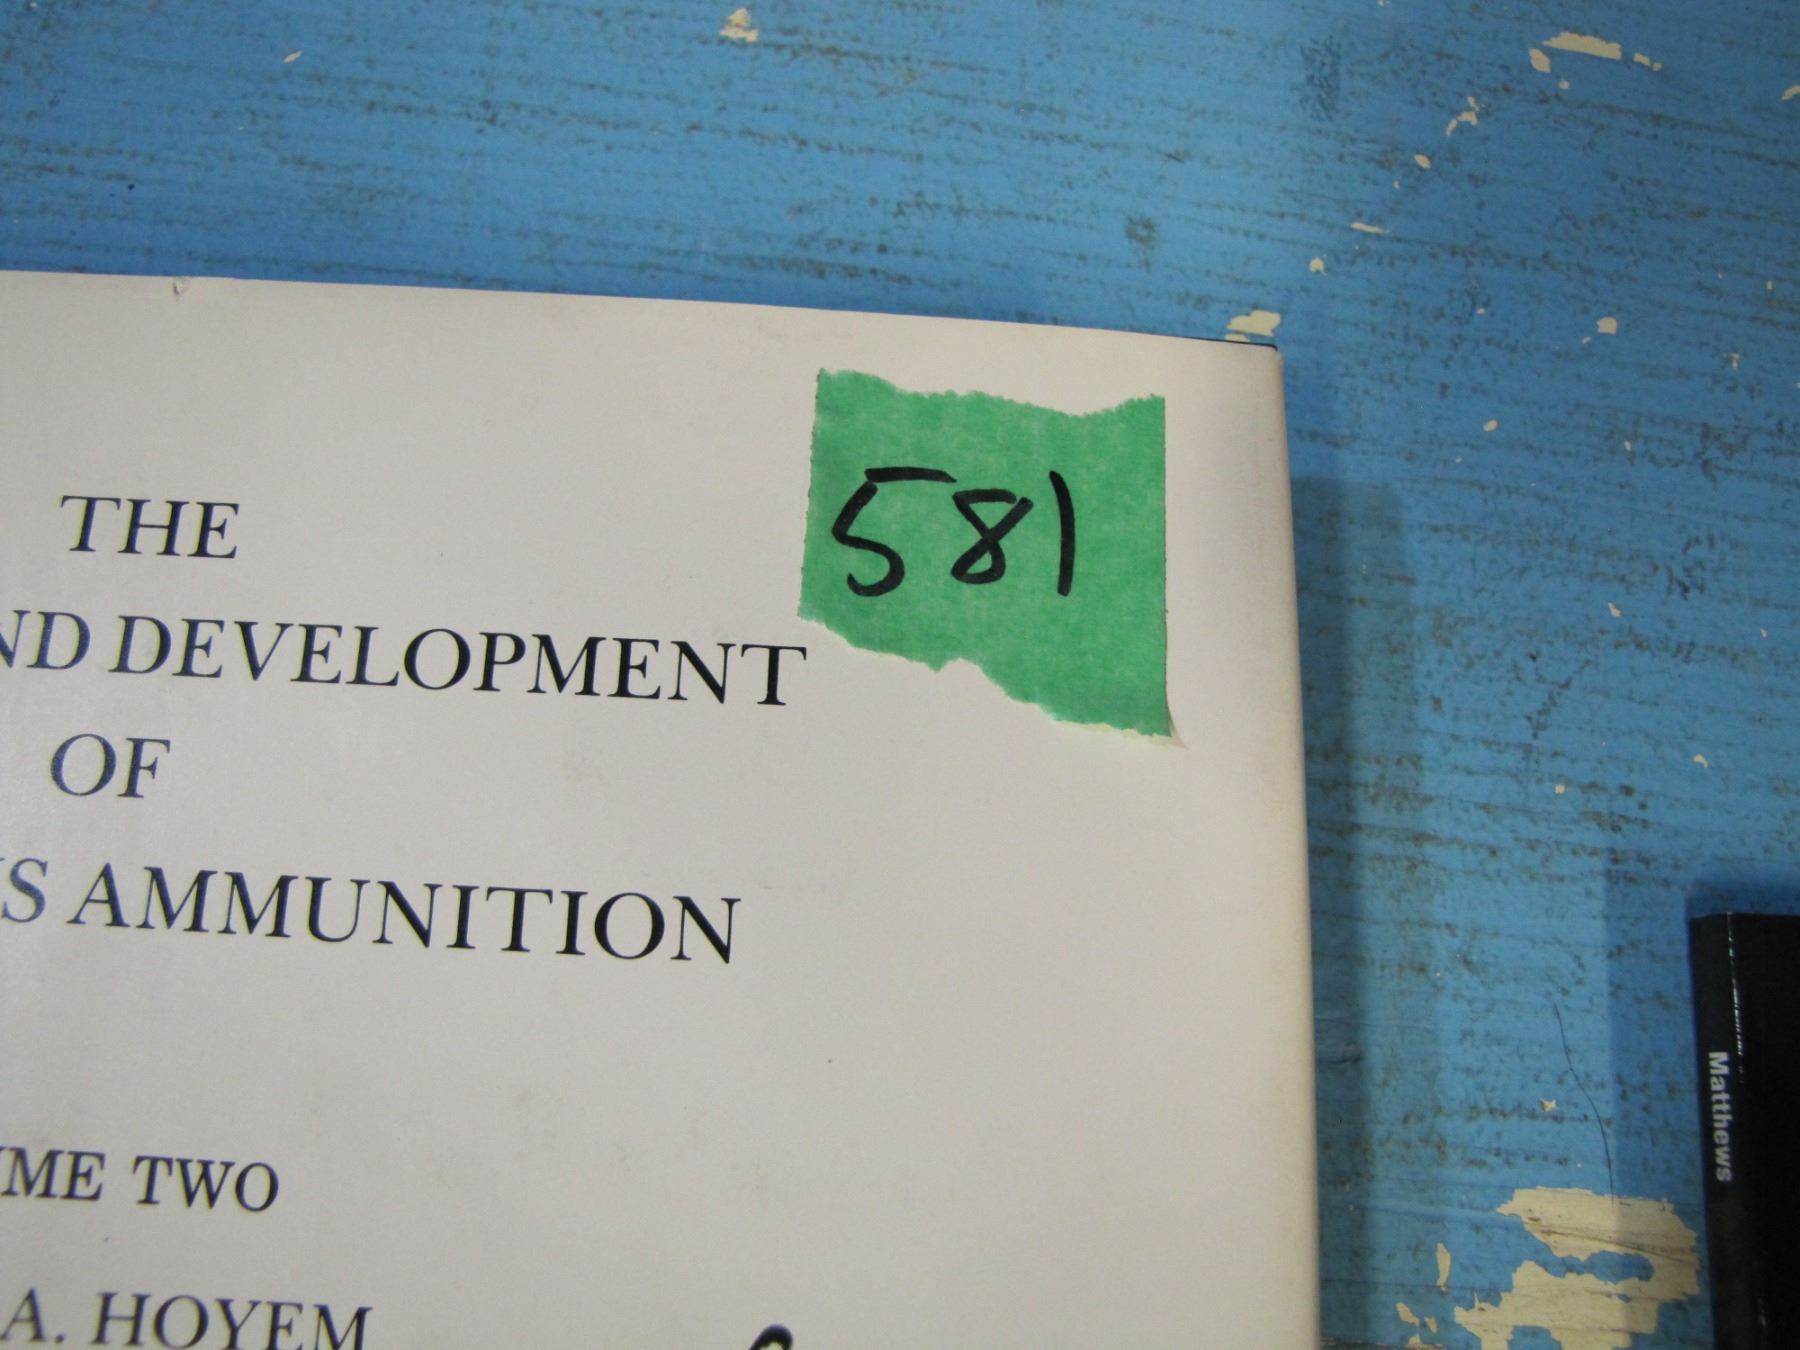 581
THE
ND DEVELOPMENT
OF
S AMMUNITION
ME TWO
A. HOYEM
Matthews